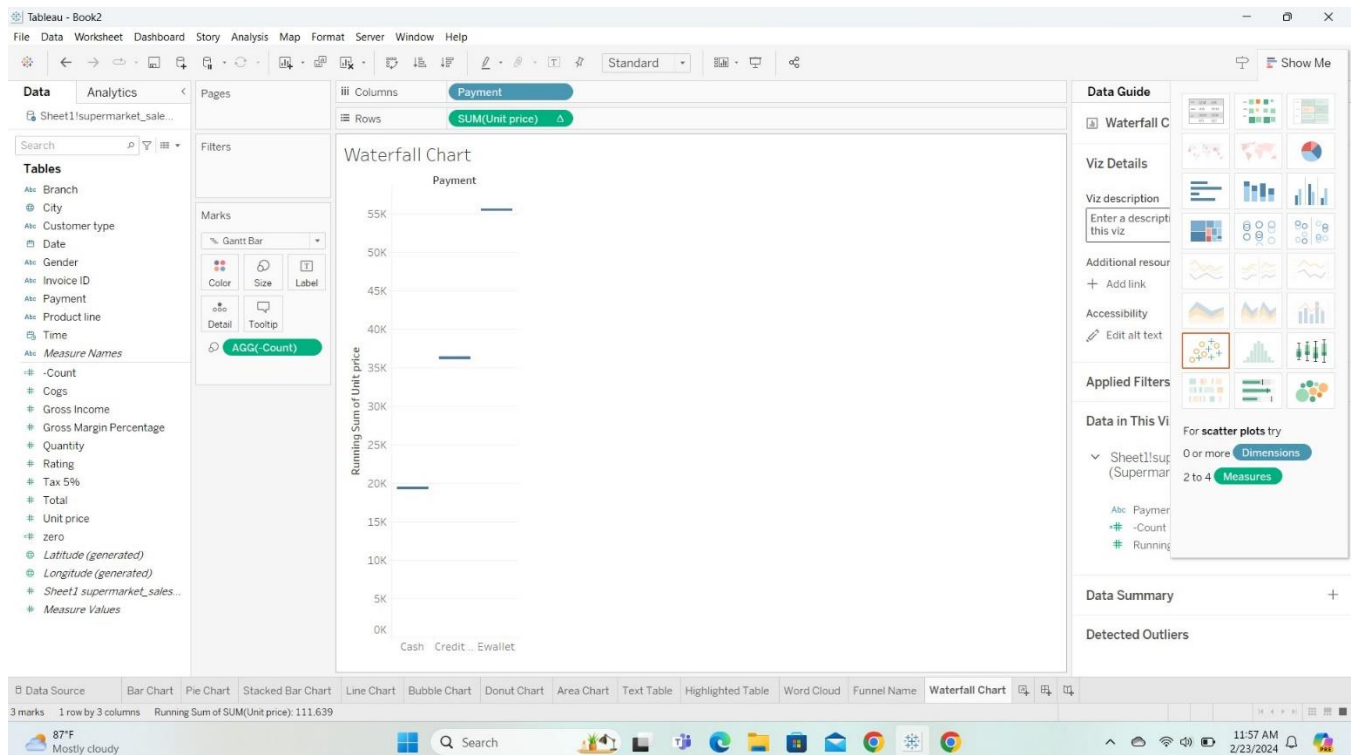 Tableau - Book2
File Data Worksheet Dashboard Story Analysis Map Format Server Window Help
Standard
Show Me
Data Analytics
Sheet1!supermarket_sale...
Search
Tables
Abc Branch
City
Abc Customer type
Date
Abc Gender
Abc Invoice ID
Abc Payment
Abc Product line
Time
Abc Measure Names
=# -Count
# Cogs
# Gross Income
# Gross Margin Percentage
# Quantity
# Rating
# Tax 5%
# Total
# Unit price
=# zero
Latitude (generated)
Longitude (generated)
# Sheet1 supermarket_sales...
# Measure Values
Pages
Filters
Marks
Gantt Bar
Color Size Label
Detail Tooltip
AGG(-Count)
iii Columns Payment
Rows SUM(Unit price) Δ
Waterfall Chart
Payment
55K
50K
45K
40K
35K
30K
25K
20K
15K
10K
5K
0K
Running Sum of Unit price
Cash Credit .. Ewallet
Data Guide
Waterfall C
Viz Details
Viz description
Enter a descripti
this viz
Additional resour
+ Add link
Accessibility
Edit alt text
Applied Filters
Data in This Vi
Sheet1!sup
(Supermar
Abc Paymer
=# -Count
# Running
Data Summary +
Detected Outliers
For scatter plots try
0 or more Dimensions
2 to 4 Measures
Data Source Bar Chart Pie Chart Stacked Bar Chart Line Chart Bubble Chart Donut Chart Area Chart Text Table Highlighted Table Word Cloud Funnel Name Waterfall Chart
3 marks 1 row by 3 columns Running Sum of SUM(Unit price): 111.639
87°F
Mostly cloudy
Search
11:57 AM
2/23/2024